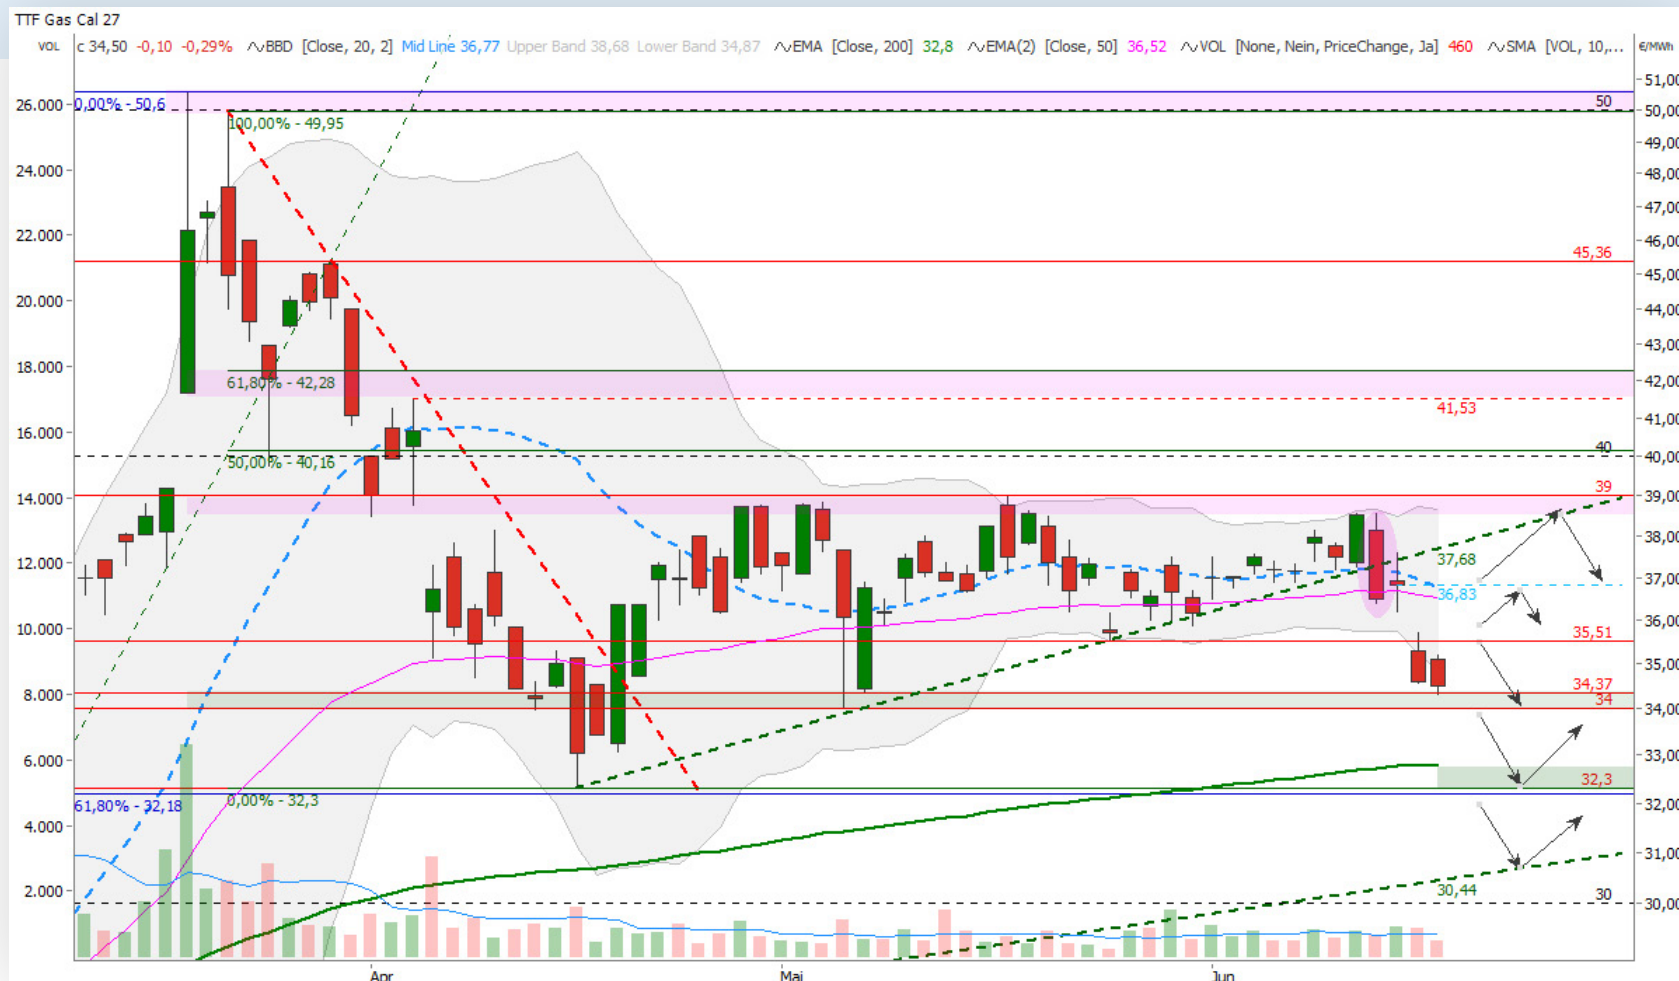 TTF Gas Cal 27
VOL c 34,50 -0,10 -0,29% BBD [Close, 20, 2] Mid Line 36,77 Upper Band 38,68 Lower Band 34,87 EMA [Close, 200] 32,8 EMA(2) [Close, 50] 36,52 VOL [None, Nein, PriceChange, Ja] 460 SMA [VOL, 10,... €/MWh
51,00
26.000 0,00% - 50,6 50 50,00
100,00% - 49,95
49,00
24.000 48,00
47,00
22.000 46,00
45,36
45,00
20.000
44,00
43,00
18.000
61,80% - 42,28 42,00
41,53
41,00
16.000
40
50,00% - 40,16 40,00
14.000 39 39,00
38,00
12.000 37,68
37,00
36,83
10.000 35,51 36,00
35,00
8.000 34,37
34 34,00
33,00
6.000
32,3
61,80% - 32,18 0,00% - 32,3 32,00
4.000
31,00
2.000 30,44 30 30,00
Apr Mai Jun